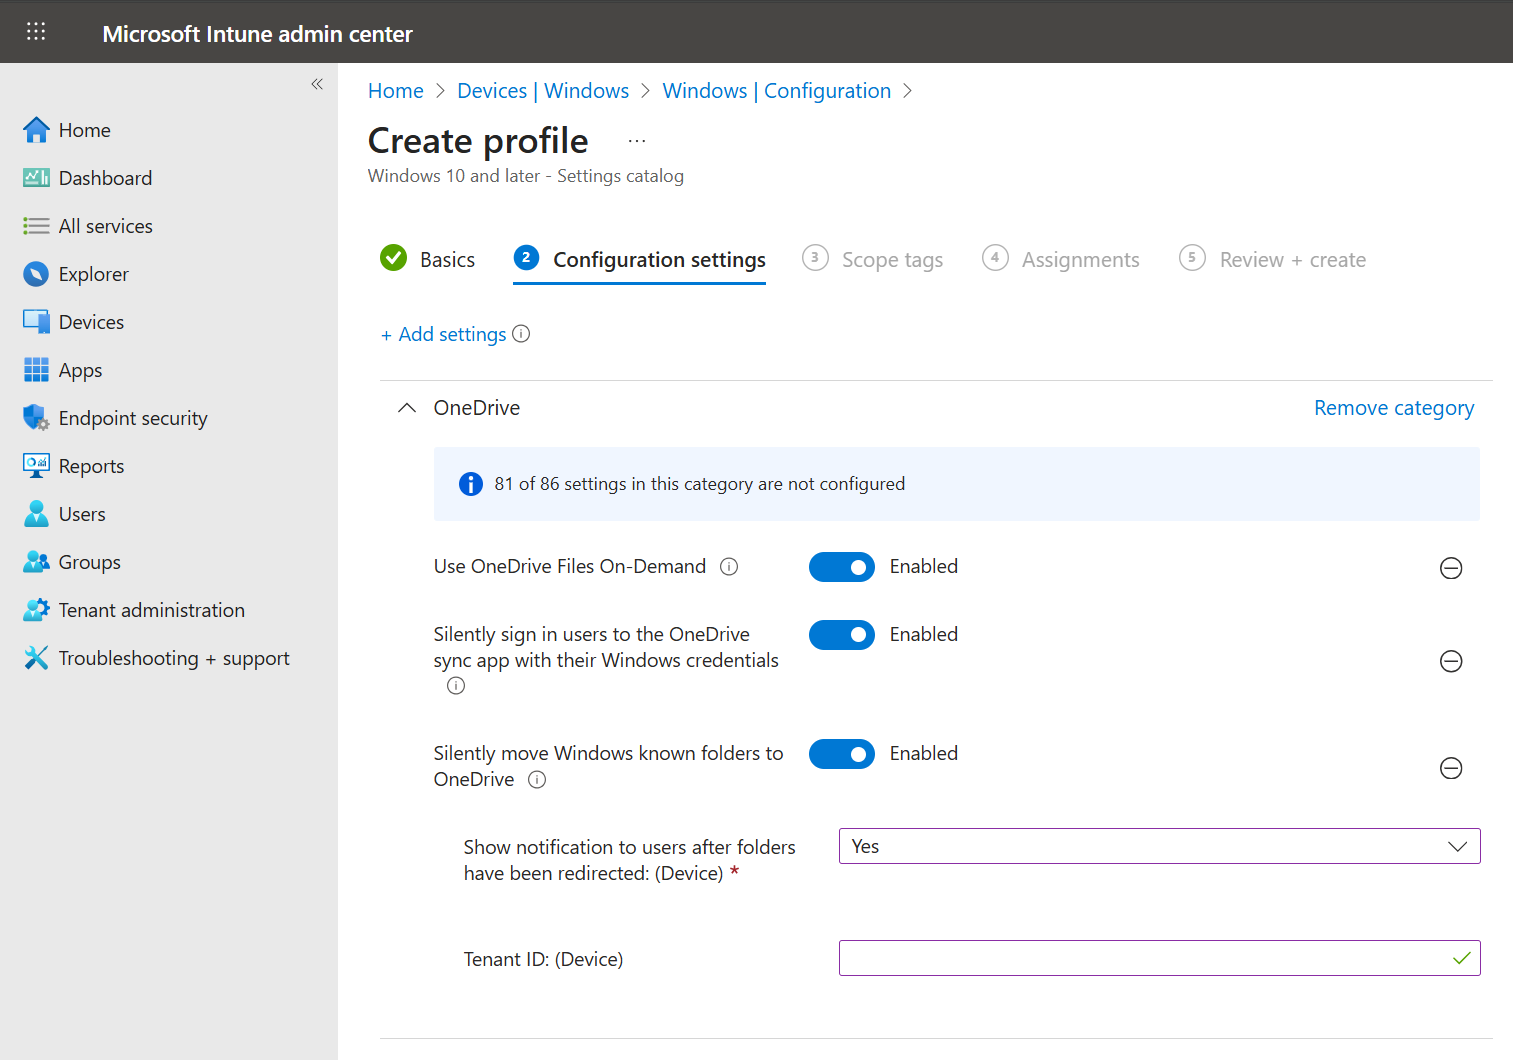 Microsoft Intune admin center
Home
Dashboard
All services
Explorer
Devices
Apps
Endpoint security
Reports
Users
Groups
Tenant administration
Troubleshooting + support
Home > Devices | Windows > Windows | Configuration >
Create profile ...
Windows 10 and later - Settings catalog
Basics 2 Configuration settings 3 Scope tags 4 Assignments 5 Review + create
+ Add settings
OneDrive Remove category
81 of 86 settings in this category are not configured
Use OneDrive Files On-Demand Enabled
Silently sign in users to the OneDrive Enabled
sync app with their Windows credentials
Silently move Windows known folders to Enabled
OneDrive
Show notification to users after folders Yes
have been redirected: (Device) *
Tenant ID: (Device)